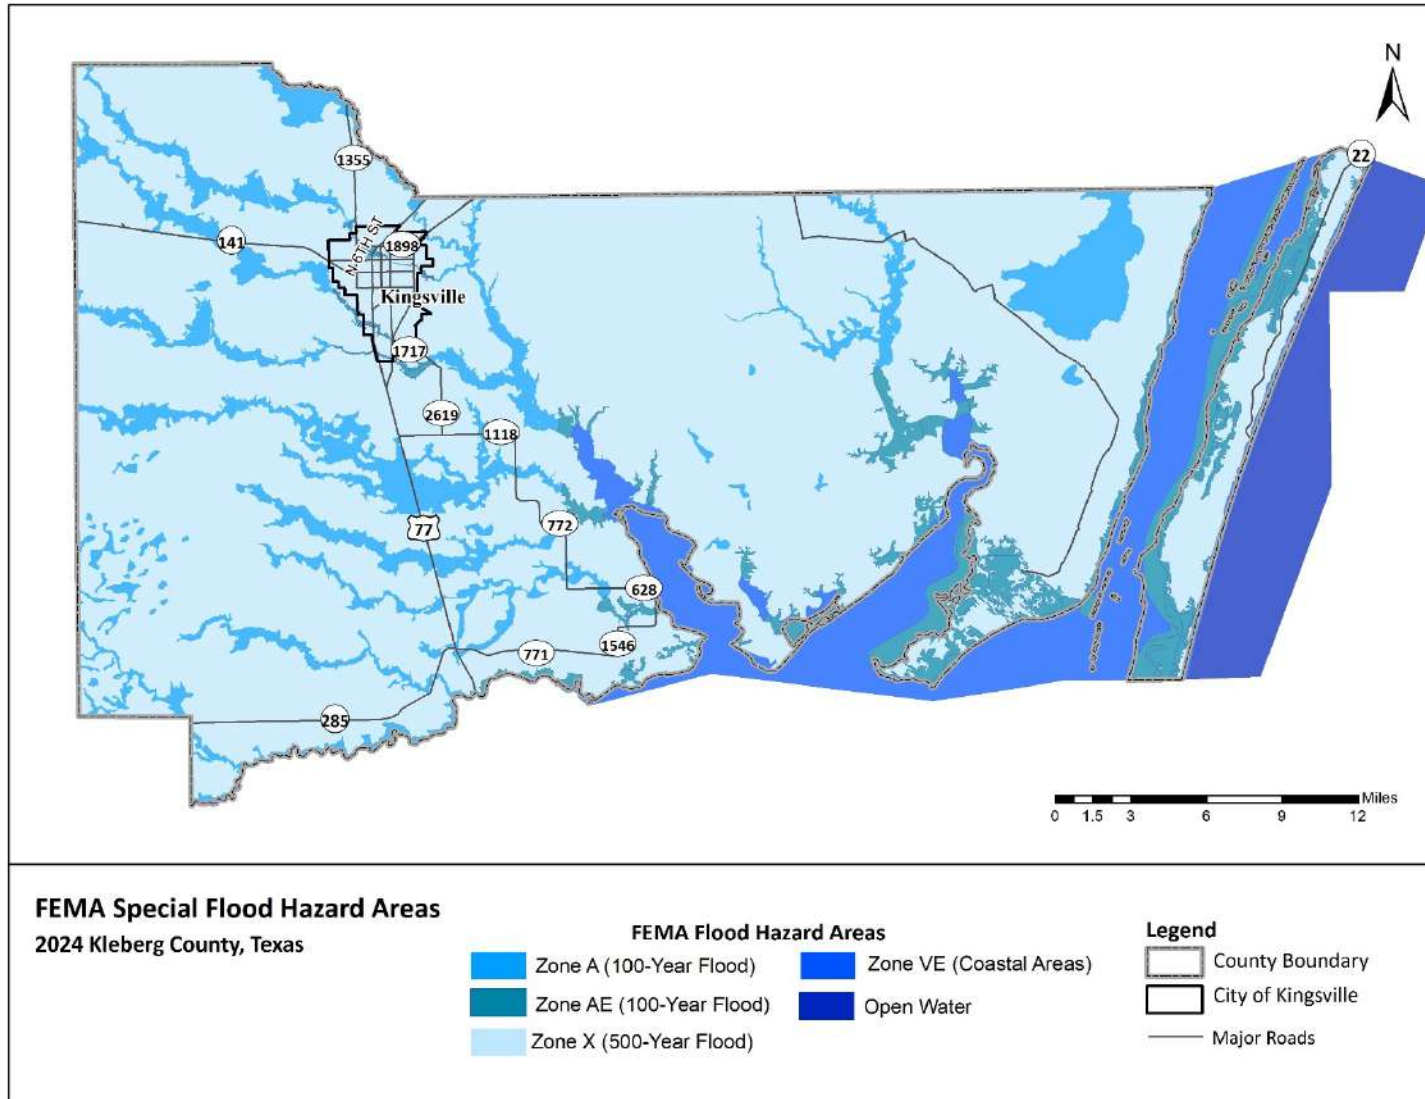 N
22
1355
141
N 6TH ST
1898
Kingsville
1717
2619
1118
77
772
628
1546
771
285
Miles
0 1.5 3 6 9 12
FEMA Special Flood Hazard Areas
2024 Kleberg County, Texas
FEMA Flood Hazard Areas
Zone A (100-Year Flood)
Zone AE (100-Year Flood)
Zone X (500-Year Flood)
Zone VE (Coastal Areas)
Open Water
Legend
County Boundary
City of Kingsville
Major Roads